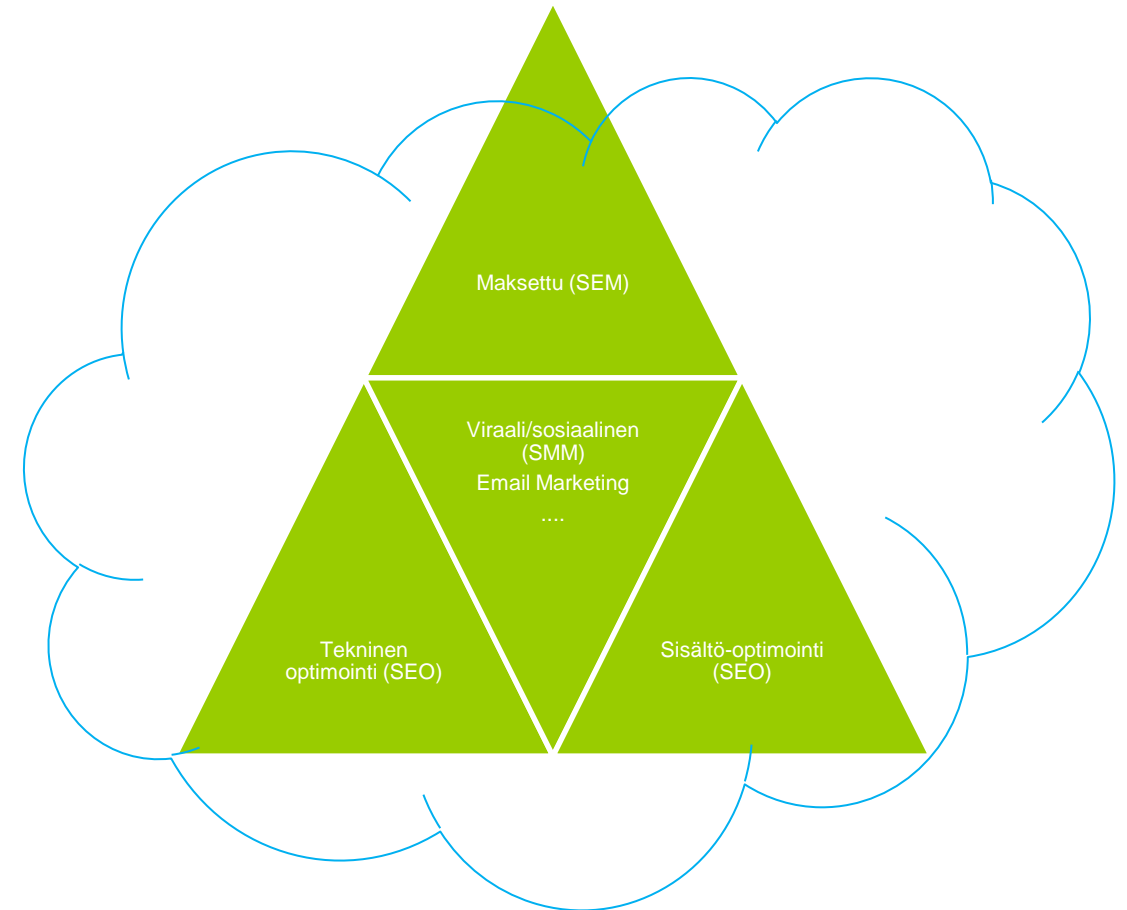 Maksettu (SEM)
Viraali/sosiaalinen
(SMM)
Email Marketing
....
Tekninen
optimointi (SEO)
Sisältö-optimointi
(SEO)